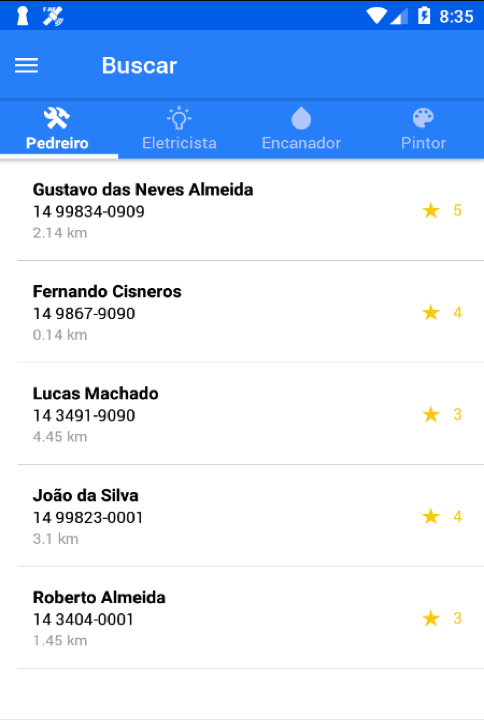 8:35
Buscar
Pedreiro
Eletricista
Encanador
Pintor
Gustavo das Neves Almeida
14 99834-0909
5
2.14 km
Fernando Cisneros
14 9867-9090
4
0.14 km
Lucas Machado
14 3491-9090
3
4.45 km
João da Silva
14 99823-0001
4
3.1 km
Roberto Almeida
14 3404-0001
3
1.45 km